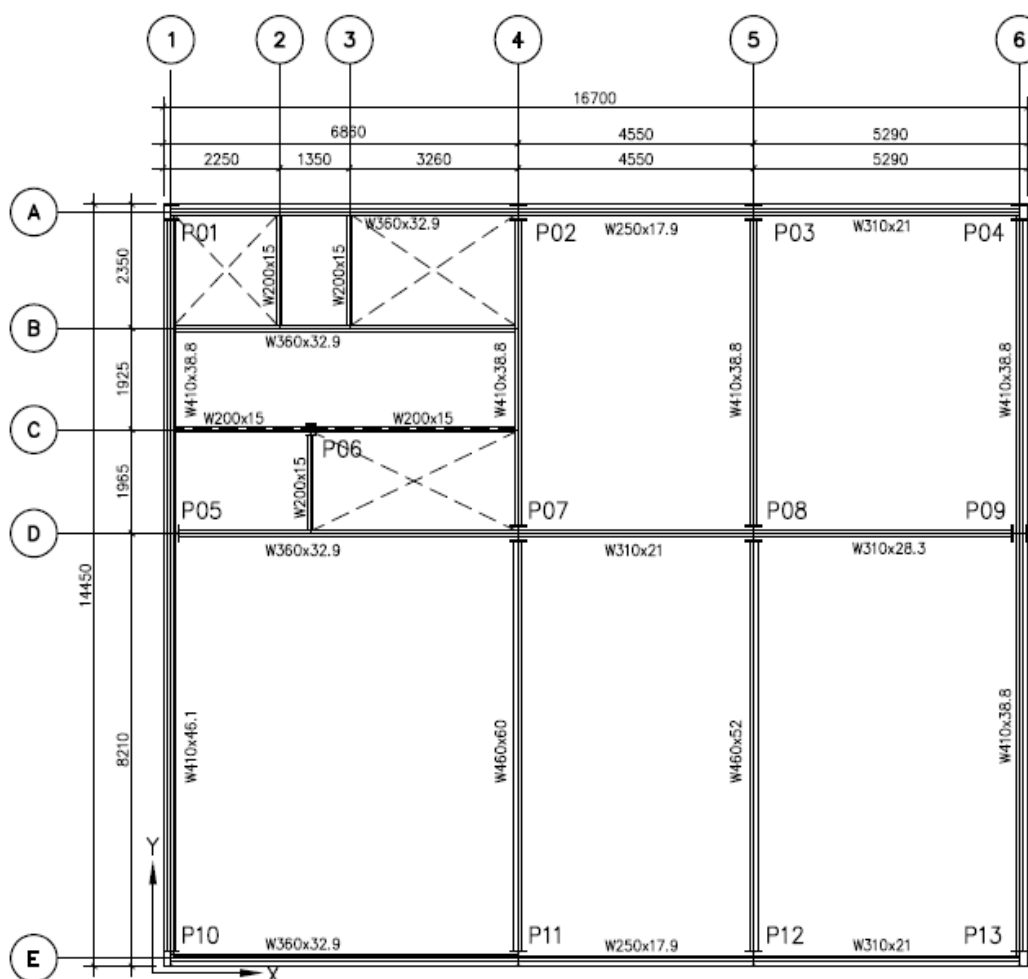 1 2 3 4 5 6
16700
6860 4550 5290
2250 1350 3260 4550 5290
A
P01 W360x32.9 P02 W250x17.9 P03 W310x21 P04
2350
W200x15 W200x15
B
W360x32.9
14450
1925
W410x38.8 W410x38.8 W410x38.8 W410x38.8
C
W200x15 W200x15
P06
1965
W200x15
P05 P07 P08 P09
D
W360x32.9 W310x21 W310x28.3
8210
W410x46.1 W460x60 W460x52 W410x38.8
Y
P10 W360x32.9 P11 W250x17.9 P12 W310x21 P13
E
X